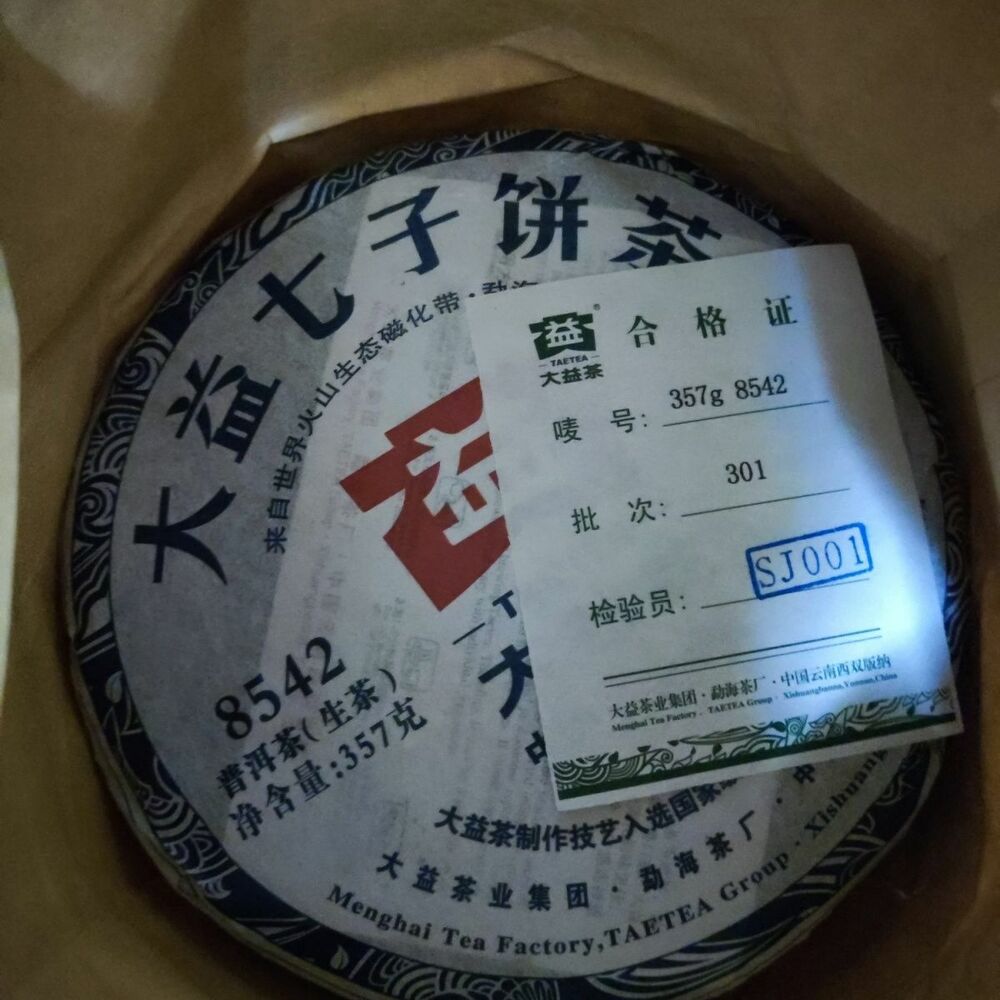 大益七子饼茶
来自世界火山生态磁化带·勐海
8542
普洱茶(生茶)
净含量:357克
大
中
大益茶制作技艺入选国家
大益茶业集团·勐海茶厂·中
Menghai Tea Factory,TAETEA Group·Xishuang
益®
TAETEA
大益茶
合格证
唛号: 357g 8542
批次: 301
检验员: SJ001
大益茶业集团·勐海茶厂·中国云南西双版纳
Menghai Tea Factory. TAETEA Group· Xishuangbanna,Yunnan,China